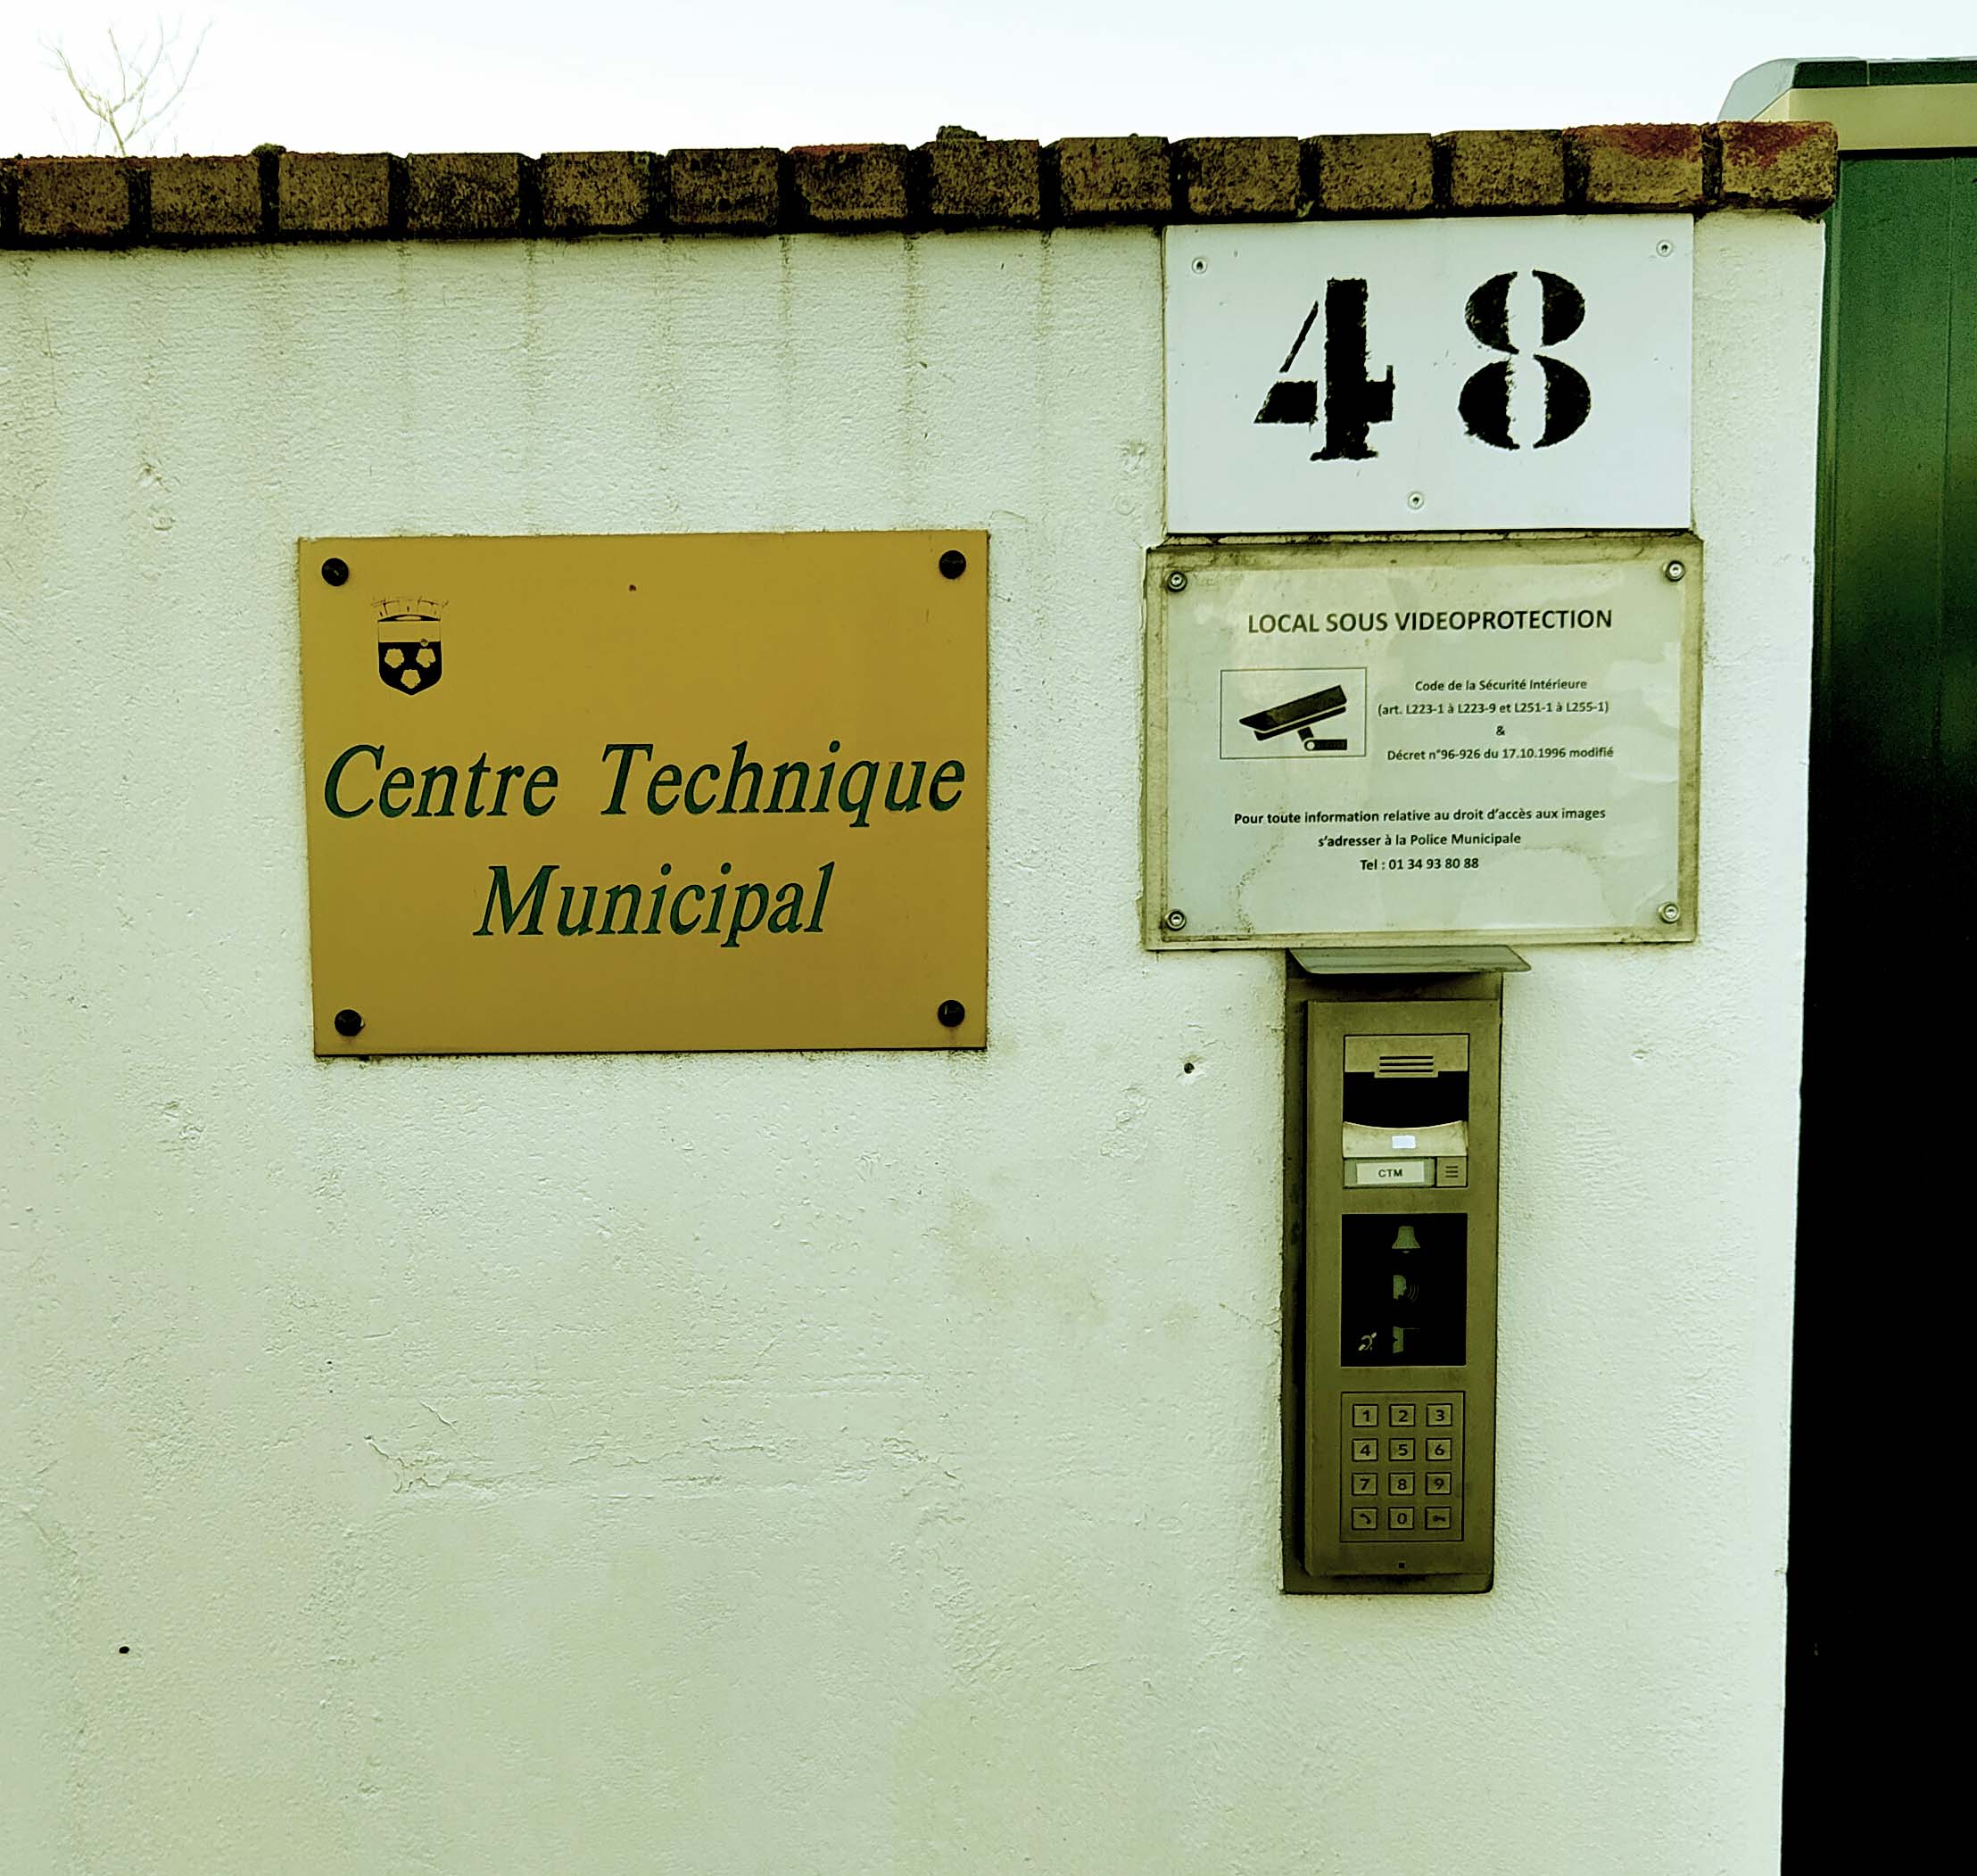 48
Centre Technique
Municipal
LOCAL SOUS VIDEOPROTECTION
Code de la Sécurité Intérieure
(art. L223-1 à L223-9 et L251-1 à L255-1)
&
Décret n°96-926 du 17.10.1996 modifié
Pour toute information relative au droit d'accès aux images
s'adresser à la Police Municipale
Tel : 01 34 93 80 88
CTM
1 2 3
4 5 6
7 8 9
0